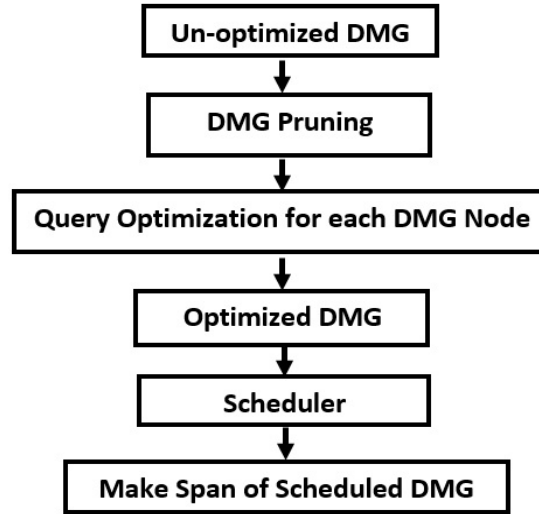 Un-optimized DMG
DMG Pruning
Query Optimization for each DMG Node
Optimized DMG
Scheduler
Make Span of Scheduled DMG